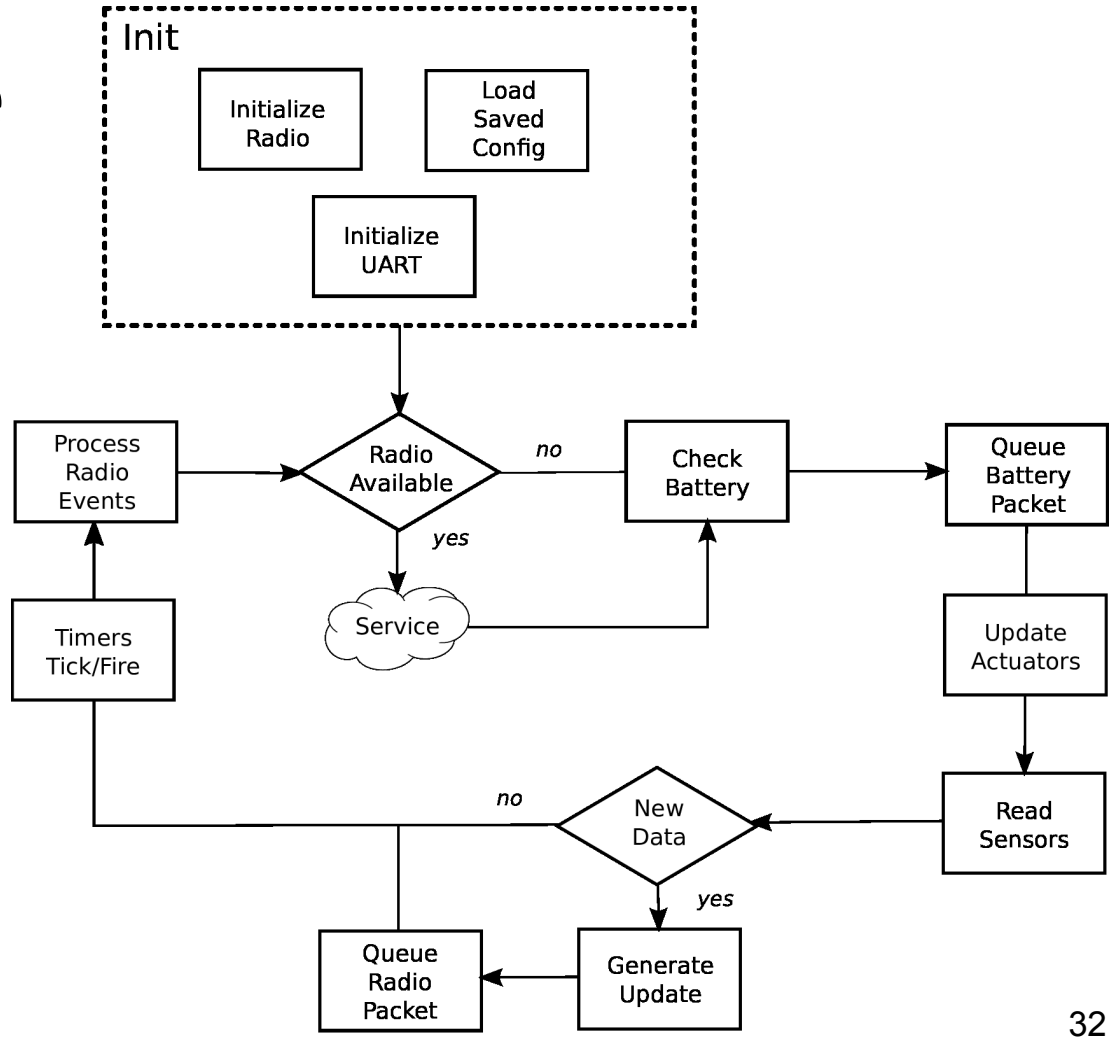 Init
Initialize
Radio
Load
Saved
Config
Initialize
UART
Process
Radio
Events
Radio
Available
no
Check
Battery
Queue
Battery
Packet
yes
Service
Timers
Tick/Fire
Update
Actuators
no
New
Data
Read
Sensors
yes
Queue
Radio
Packet
Generate
Update
32